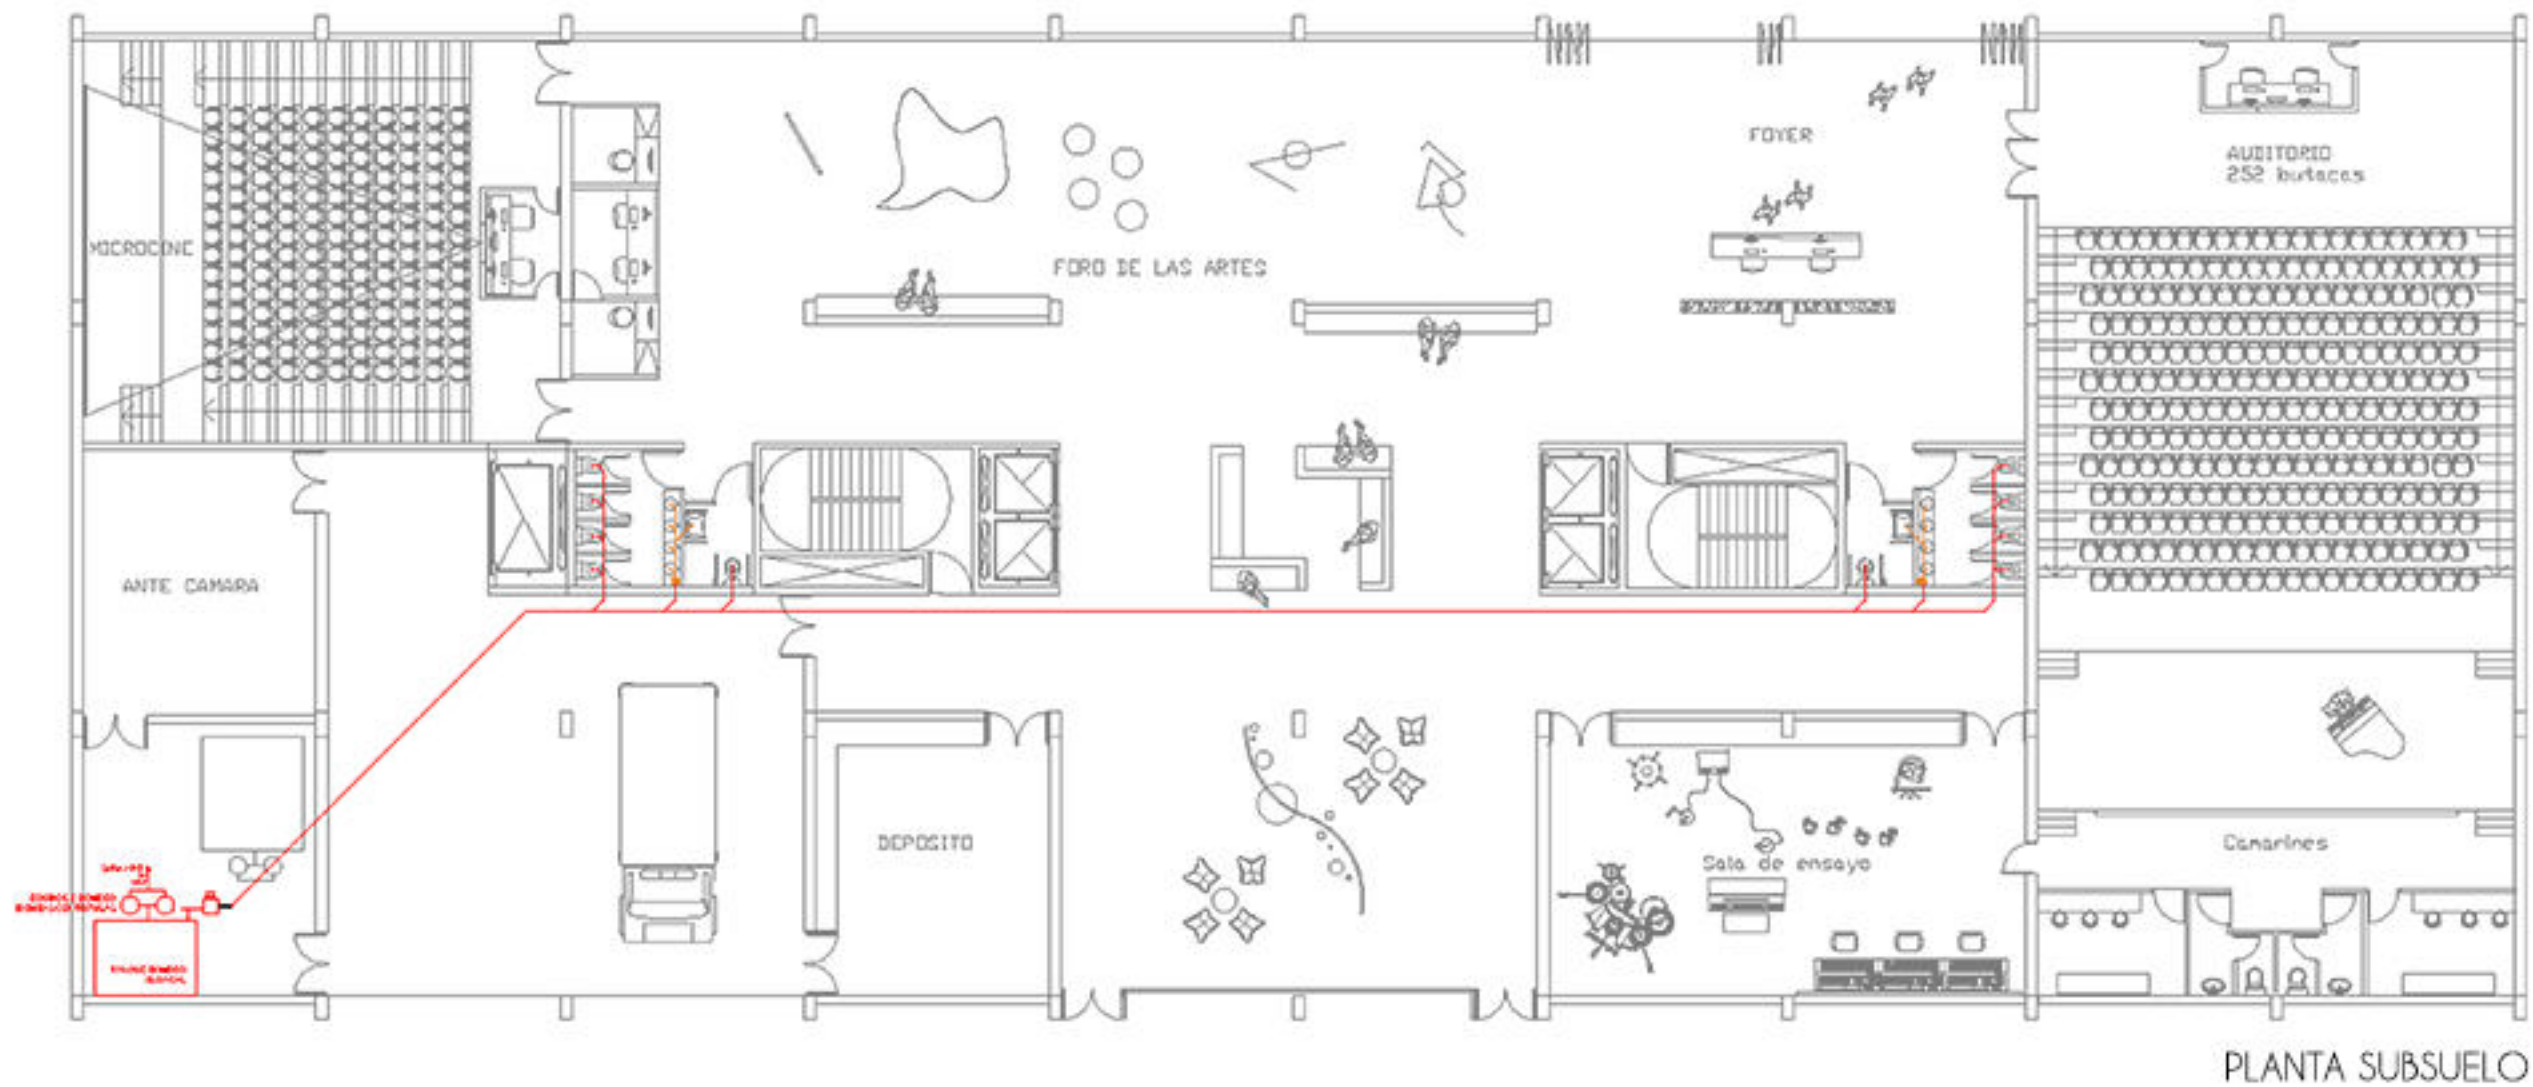 MICROCINE
FOYER
AUDITORIO
252 butacas
FORO DE LAS ARTES
ANTE CAMARA
DEPOSITO
Sala de ensayo
Camarines
PLANTA SUBSUELO